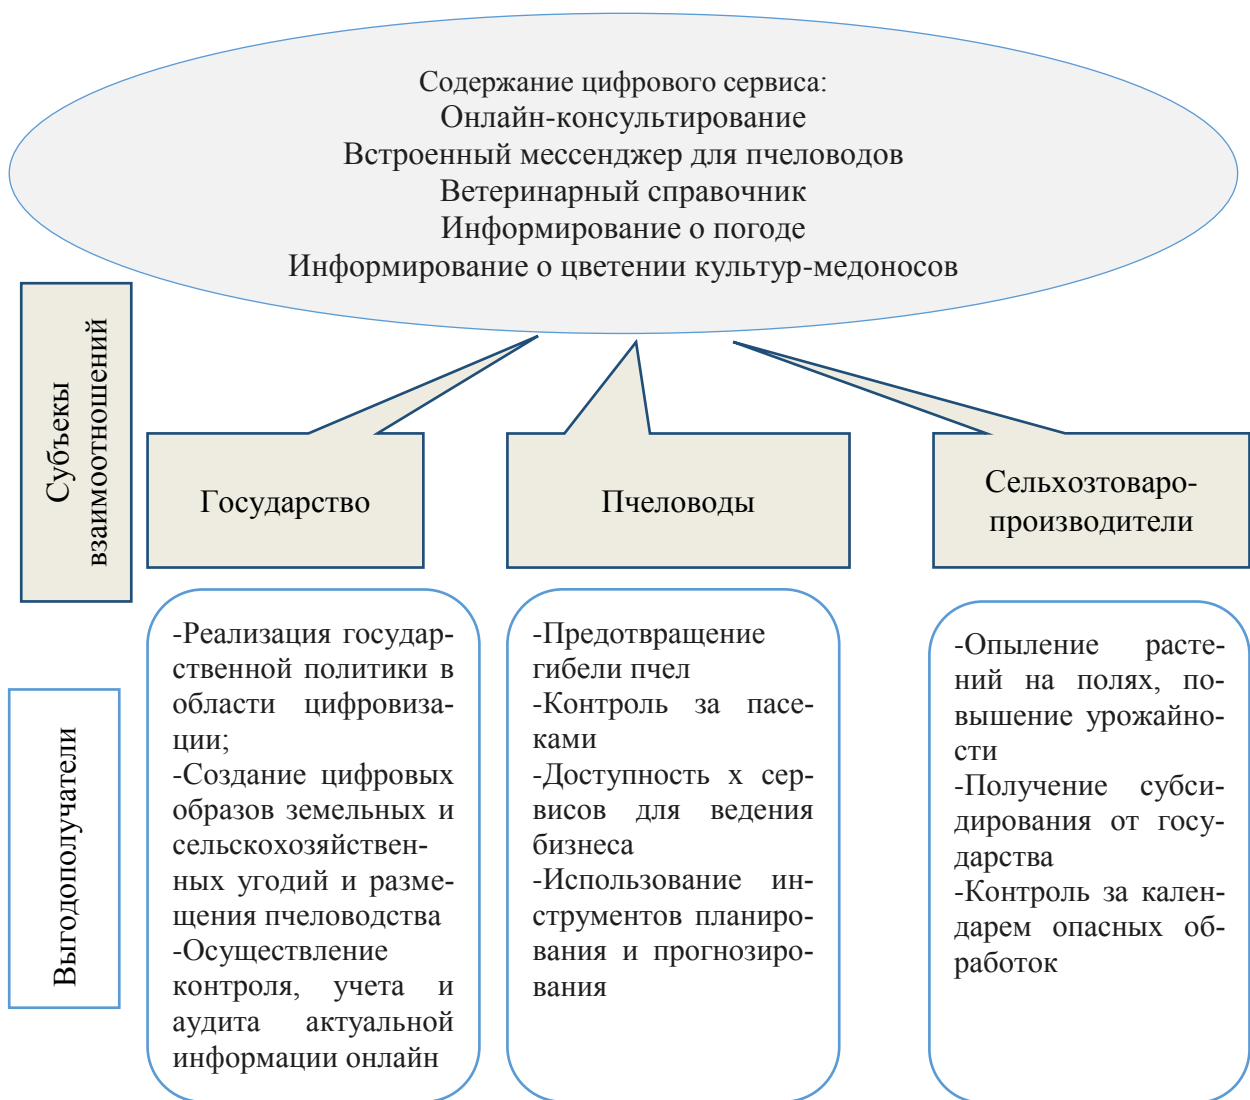 Содержание цифрового сервиса:
Онлайн-консультирование
Встроенный мессенджер для пчеловодов
Ветеринарный справочник
Информирование о погоде
Информирование о цветении культур-медоносов
Субъекы
взаимоотношений
Государство
Пчеловоды
Сельхозтоваро-
производители
Выгодополучатели
-Реализация государ-
ственной политики в
области цифровиза-
ции;
-Создание цифровых
образов земельных и
сельскохозяйствен-
ных угодий и разме-
щения пчеловодства
-Осуществление
контроля, учета и
аудита актуальной
информации онлайн
-Предотвращение
гибели пчел
-Контроль за пасе-
ками
-Доступность х сер-
висов для ведения
бизнеса
-Использование ин-
струментов планиро-
вания и прогнозиро-
вания
-Опыление расте-
ний на полях, по-
вышение урожайно-
сти
-Получение субси-
дирования от госу-
дарства
-Контроль за кален-
дарем опасных об-
работок